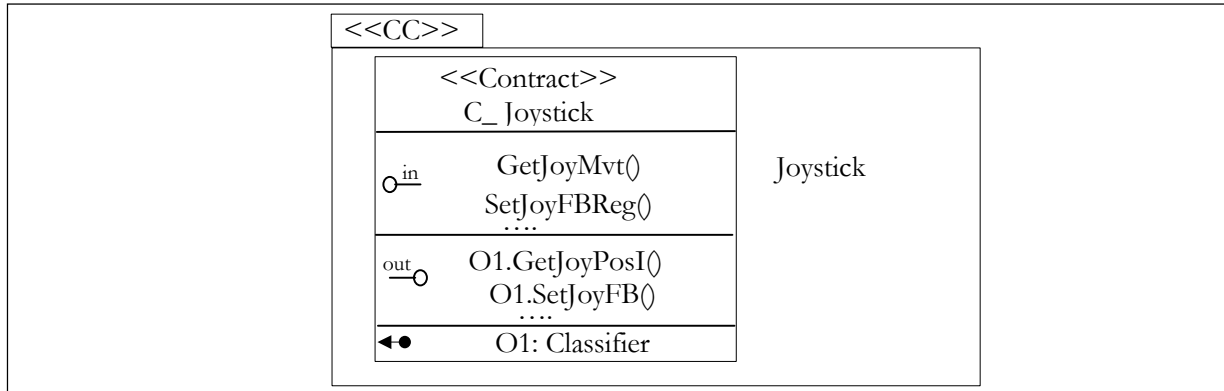 <<CC>>
<<Contract>>
C_ Joystick
in
GetJoyMvt()
Joystick
SetJoyFBReg()
....
out
O1.GetJoyPosI()
O1.SetJoyFB()
....
O1: Classifier